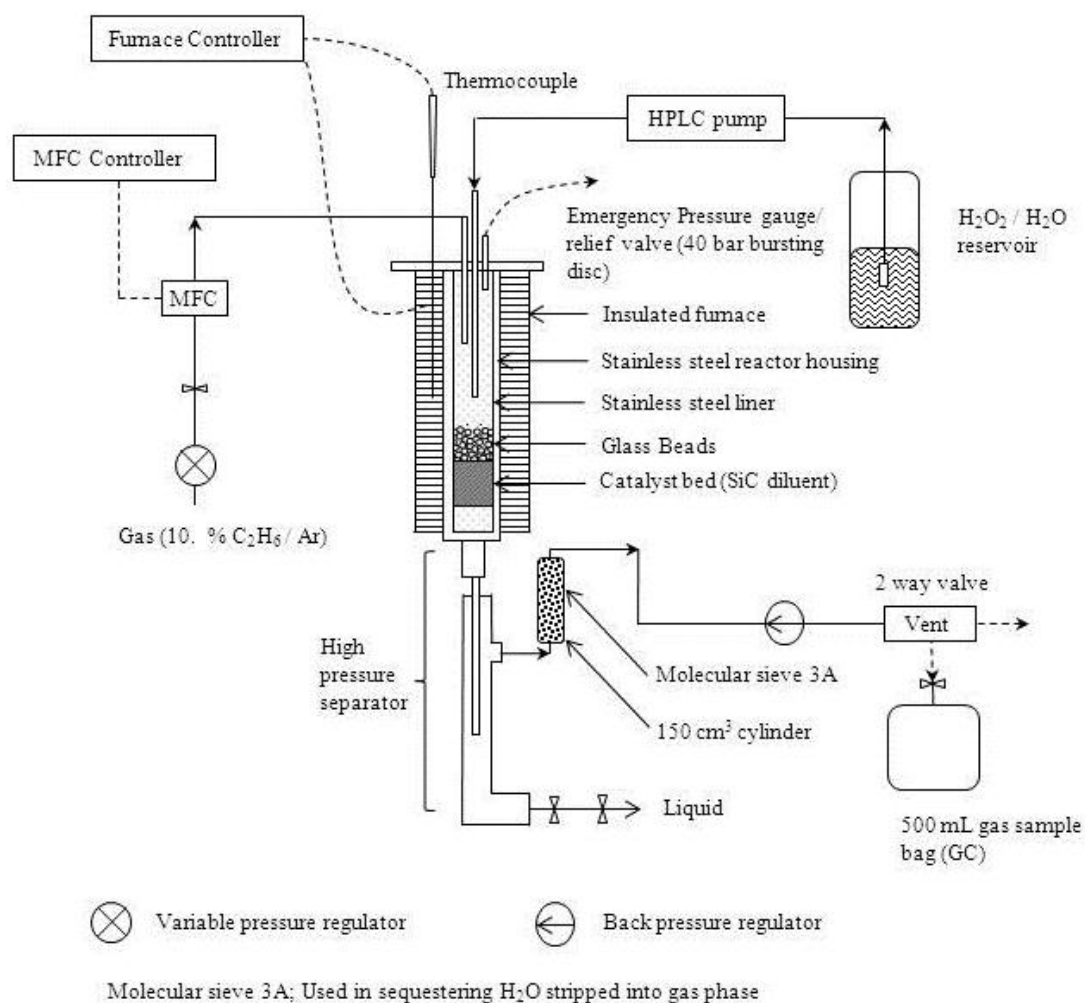 Furnace Controller
Thermocouple
HPLC pump
MFC Controller
Emergency Pressure gauge/
relief valve (40 bar bursting
disc)
H₂O₂ / H₂O
reservoir
MFC
Insulated furnace
Stainless steel reactor housing
Stainless steel liner
Glass Beads
Catalyst bed (SiC diluent)
Gas (10. % C₂H₆ / Ar)
2 way valve
Vent
High
pressure
separator
Molecular sieve 3A
150 cm³ cylinder
Liquid
500 mL gas sample
bag (GC)
Variable pressure regulator
Back pressure regulator
Molecular sieve 3A; Used in sequestering H₂O stripped into gas phase